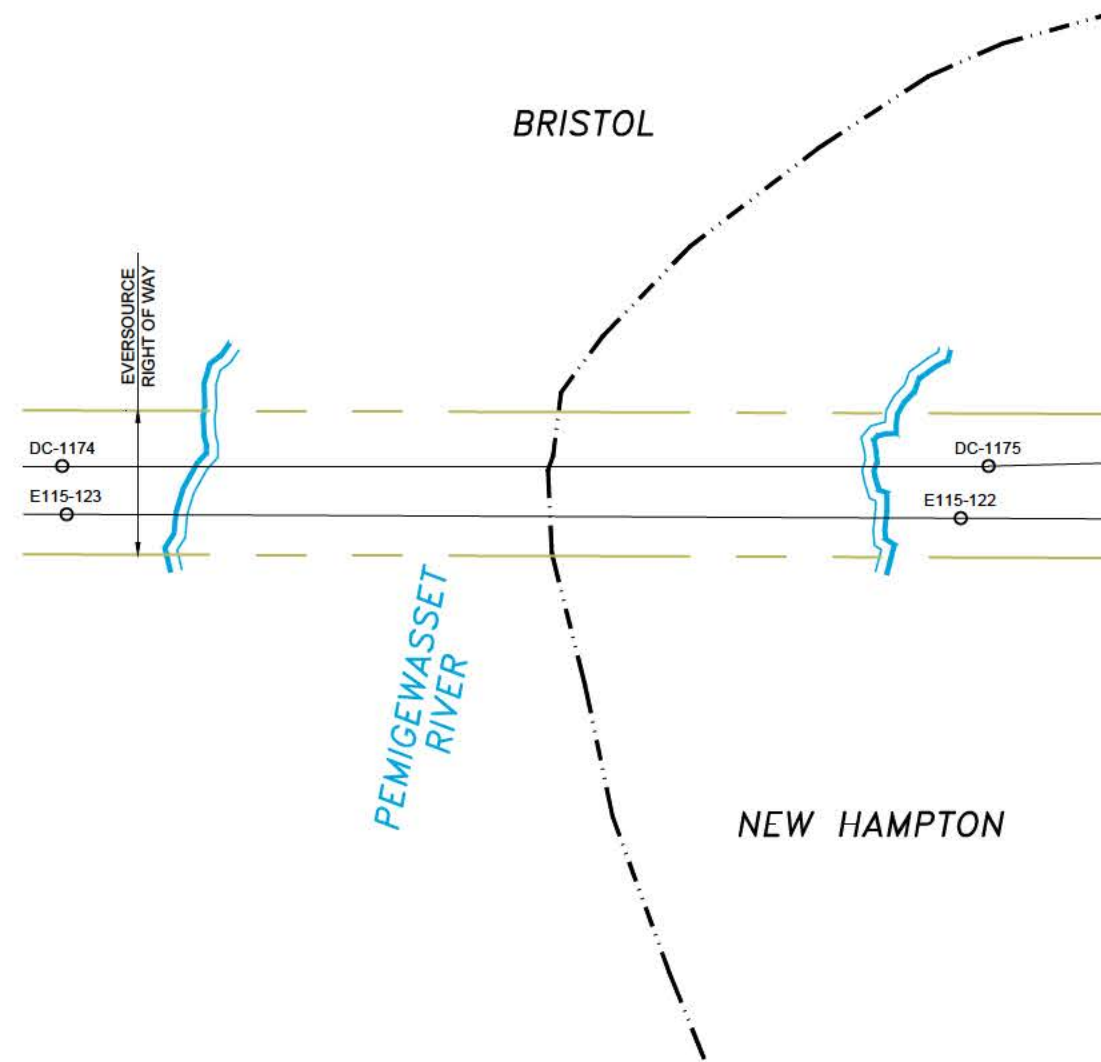 BRISTOL
EVERSOURCE
RIGHT OF WAY
DC-1174
DC-1175
E115-123
E115-122
PEMIGEWASSET
RIVER
NEW HAMPTON